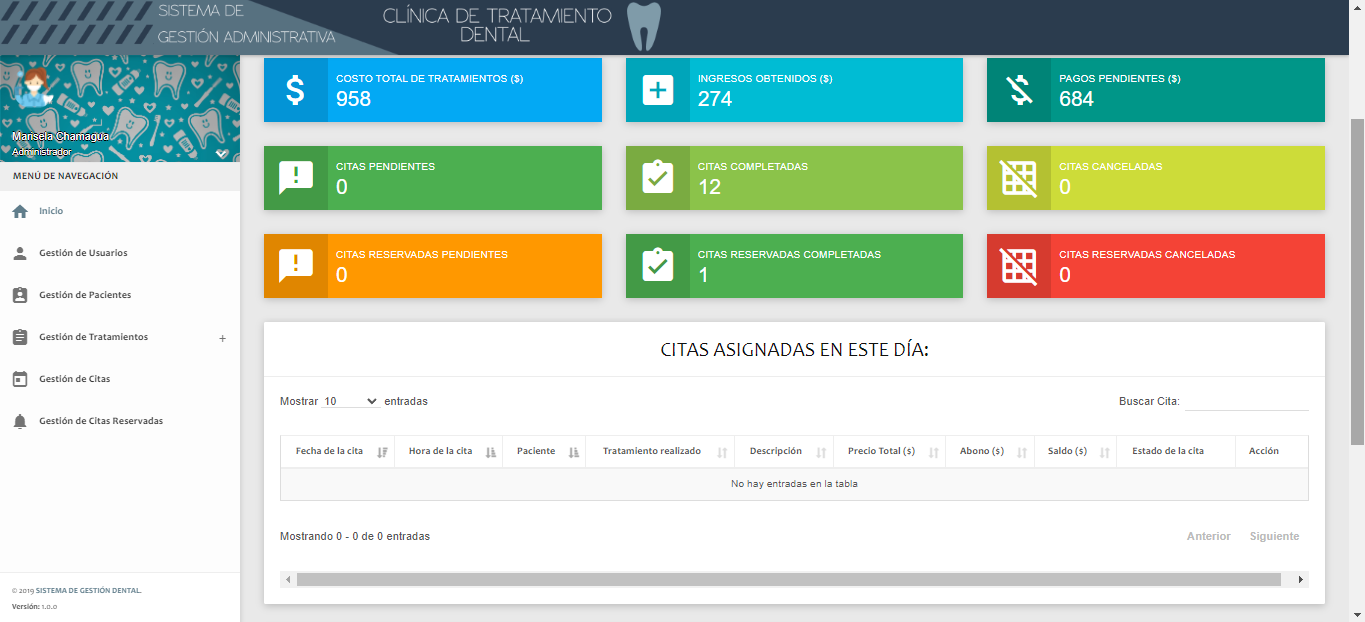 SISTEMA DE
GESTIÓN ADMINISTRATIVA
CLÍNICA DE TRATAMIENTO
DENTAL
Marisela Chamagua
Administrador
MENÚ DE NAVEGACIÓN
Inicio
Gestión de Usuarios
Gestión de Pacientes
Gestión de Tratamientos +
Gestión de Citas
Gestión de Citas Reservadas
© 2019 SISTEMA DE GESTIÓN DENTAL.
Versión: 1.0.0
COSTO TOTAL DE TRATAMIENTOS ($)
958
INGRESOS OBTENIDOS ($)
274
PAGOS PENDIENTES ($)
684
CITAS PENDIENTES
0
CITAS COMPLETADAS
12
CITAS CANCELADAS
0
CITAS RESERVADAS PENDIENTES
0
CITAS RESERVADAS COMPLETADAS
1
CITAS RESERVADAS CANCELADAS
0
CITAS ASIGNADAS EN ESTE DÍA:
Mostrar 10 entradas
Buscar Cita:
Fecha de la cita Hora de la cita Paciente Tratamiento realizado Descripción Precio Total ($) Abono ($) Saldo ($) Estado de la cita Acción
No hay entradas en la tabla
Mostrando 0 - 0 de 0 entradas
Anterior Siguiente